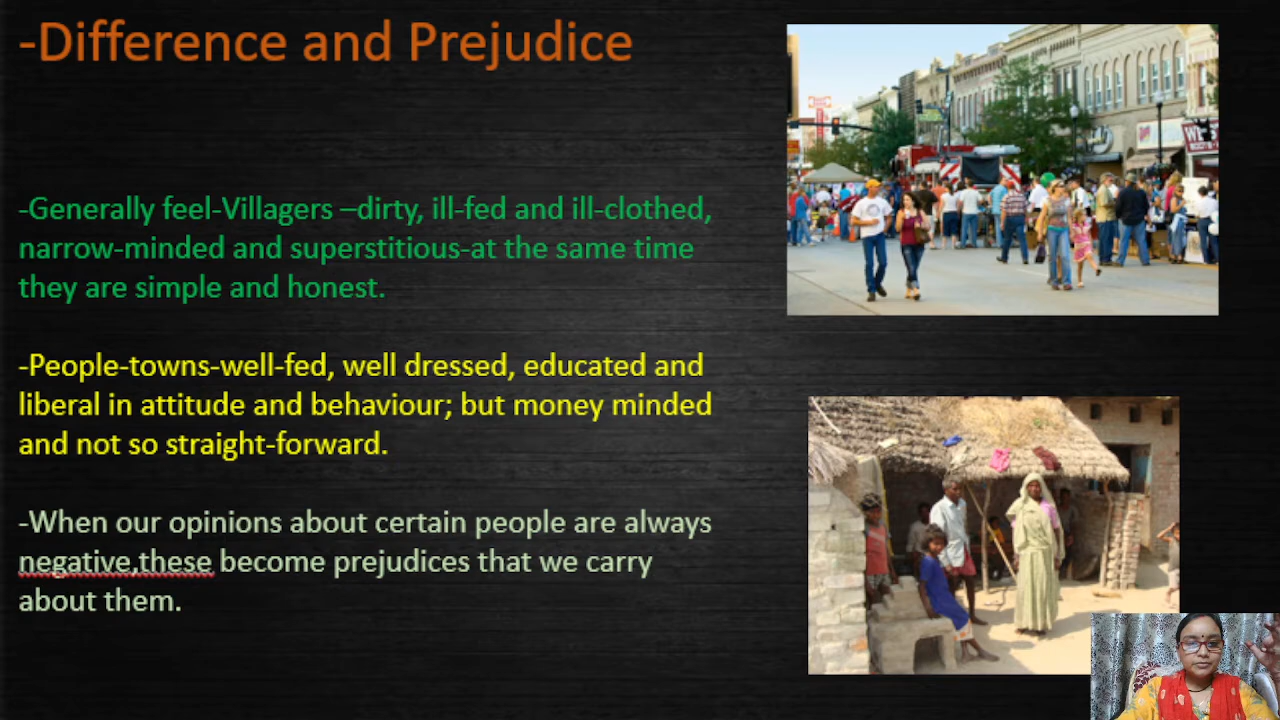 -Difference and Prejudice
-Generally feel-Villagers –dirty, ill-fed and ill-clothed,
narrow-minded and superstitious-at the same time
they are simple and honest.
-People-towns-well-fed, well dressed, educated and
liberal in attitude and behaviour; but money minded
and not so straight-forward.
-When our opinions about certain people are always
negative,these become prejudices that we carry
about them.